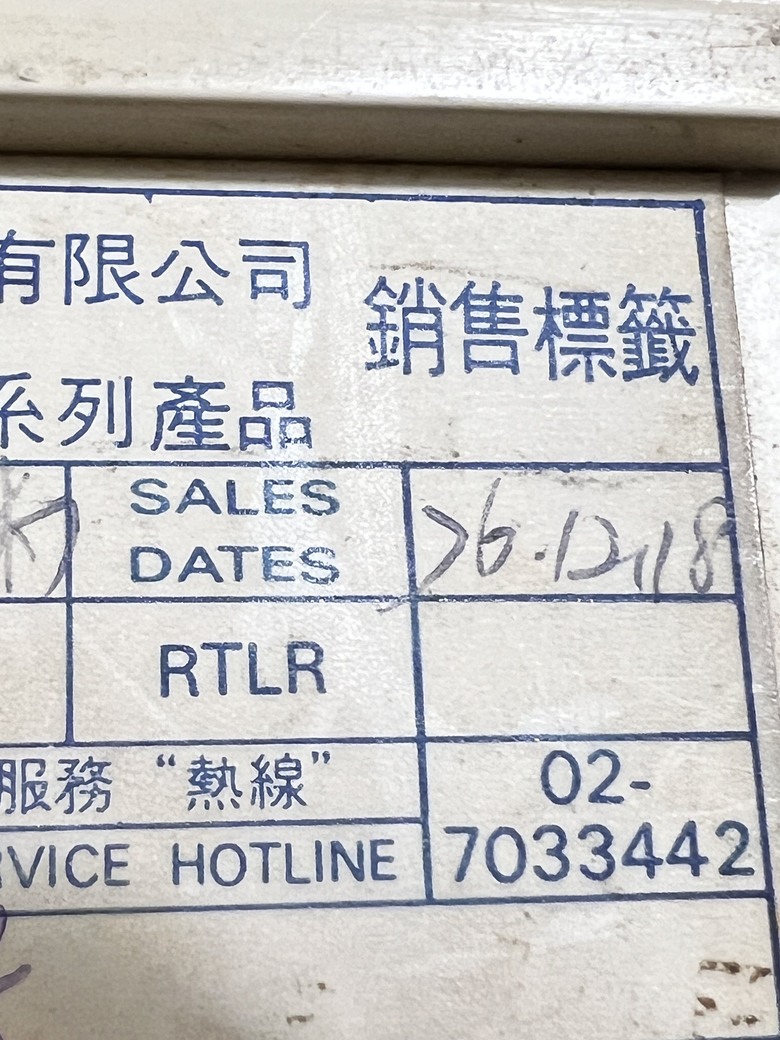 有限公司
銷售標籤
系列產品
SALES DATES
76.12.18
RTLR
服務“熱線”
RVICE HOTLINE
02-
7033442